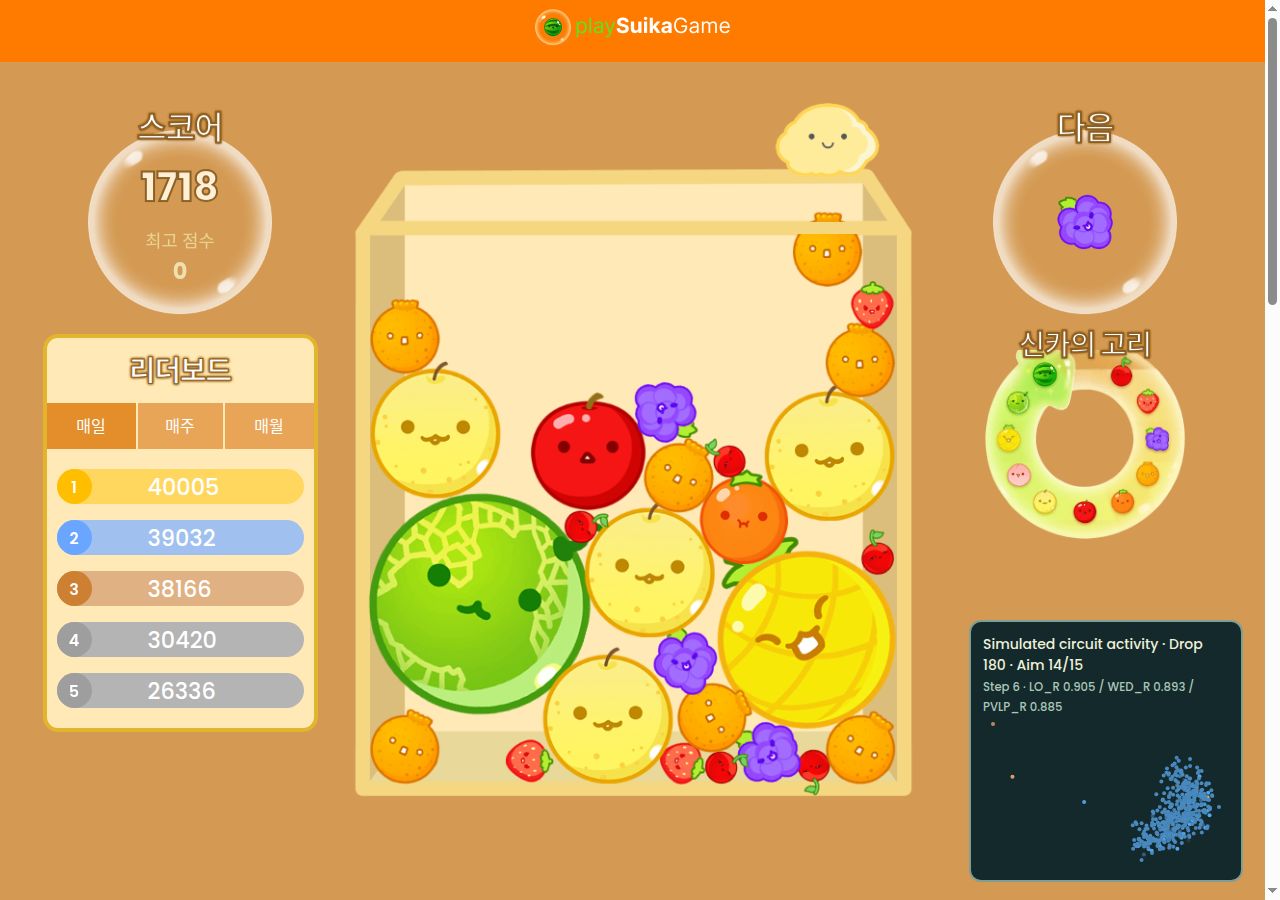 playSuikaGame
스코어
1718
최고 점수
0
리더보드
매일 매주 매월
1 40005
2 39032
3 38166
4 30420
5 26336
다음
신카의 고리
Simulated circuit activity · Drop
180 · Aim 14/15
Step 6 · LO_R 0.905 / WED_R 0.893 /
PVLP_R 0.885